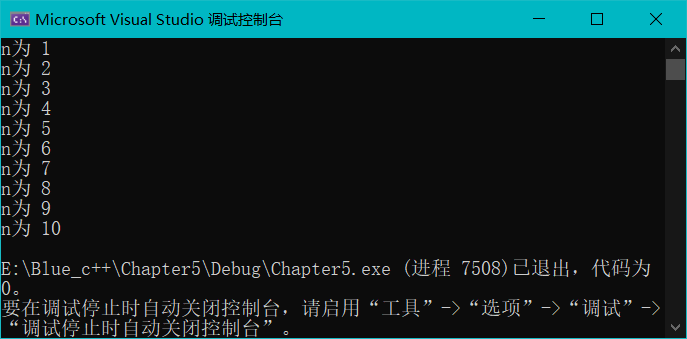 Microsoft Visual Studio 调试控制台
n为 1
n为 2
n为 3
n为 4
n为 5
n为 6
n为 7
n为 8
n为 9
n为 10
E:\Blue_c++\Chapter5\Debug\Chapter5.exe (进程 7508)已退出，代码为
0。
要在调试停止时自动关闭控制台，请启用“工具”->“选项”->“调试”->
“调试停止时自动关闭控制台”。